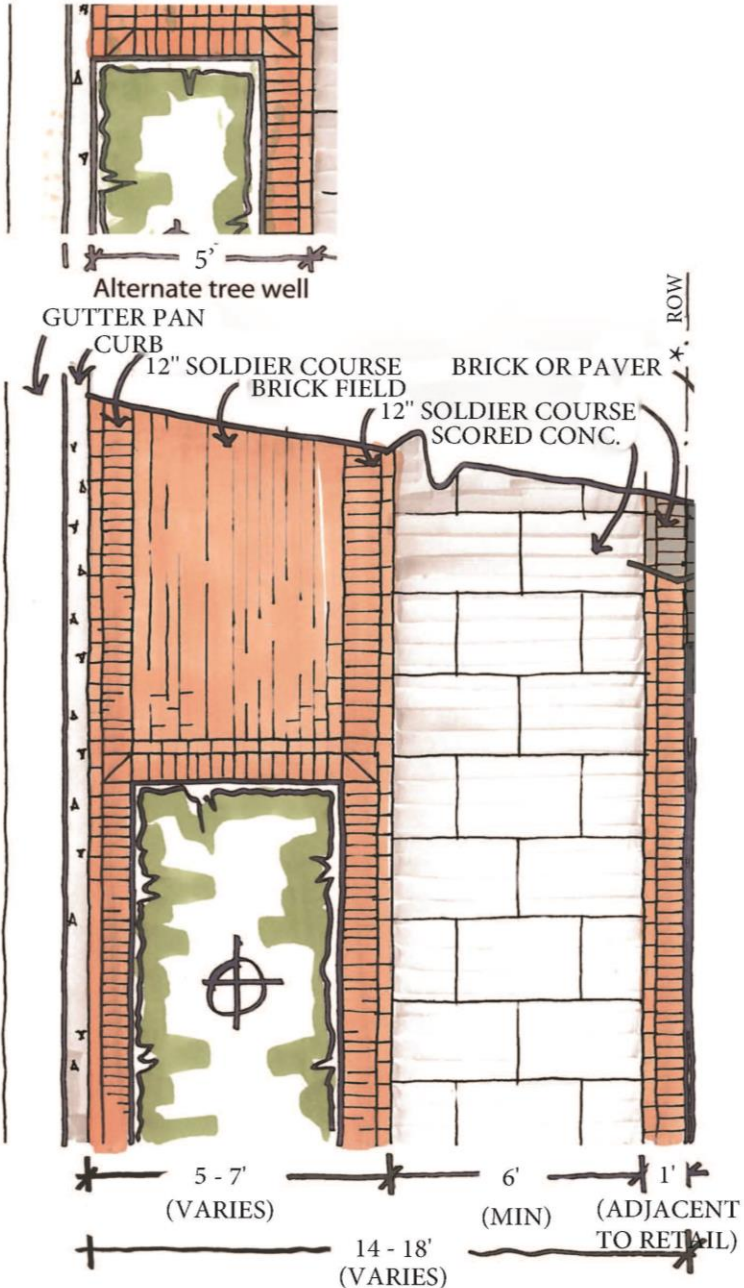 5'
Alternate tree well
ROW
GUTTER PAN
CURB
12" SOLDIER COURSE
BRICK FIELD
BRICK OR PAVER *
12" SOLDIER COURSE
SCORED CONC.
5 - 7'
(VARIES)
6'
(MIN)
1'
(ADJACENT
TO RETAIL)
14 - 18'
(VARIES)